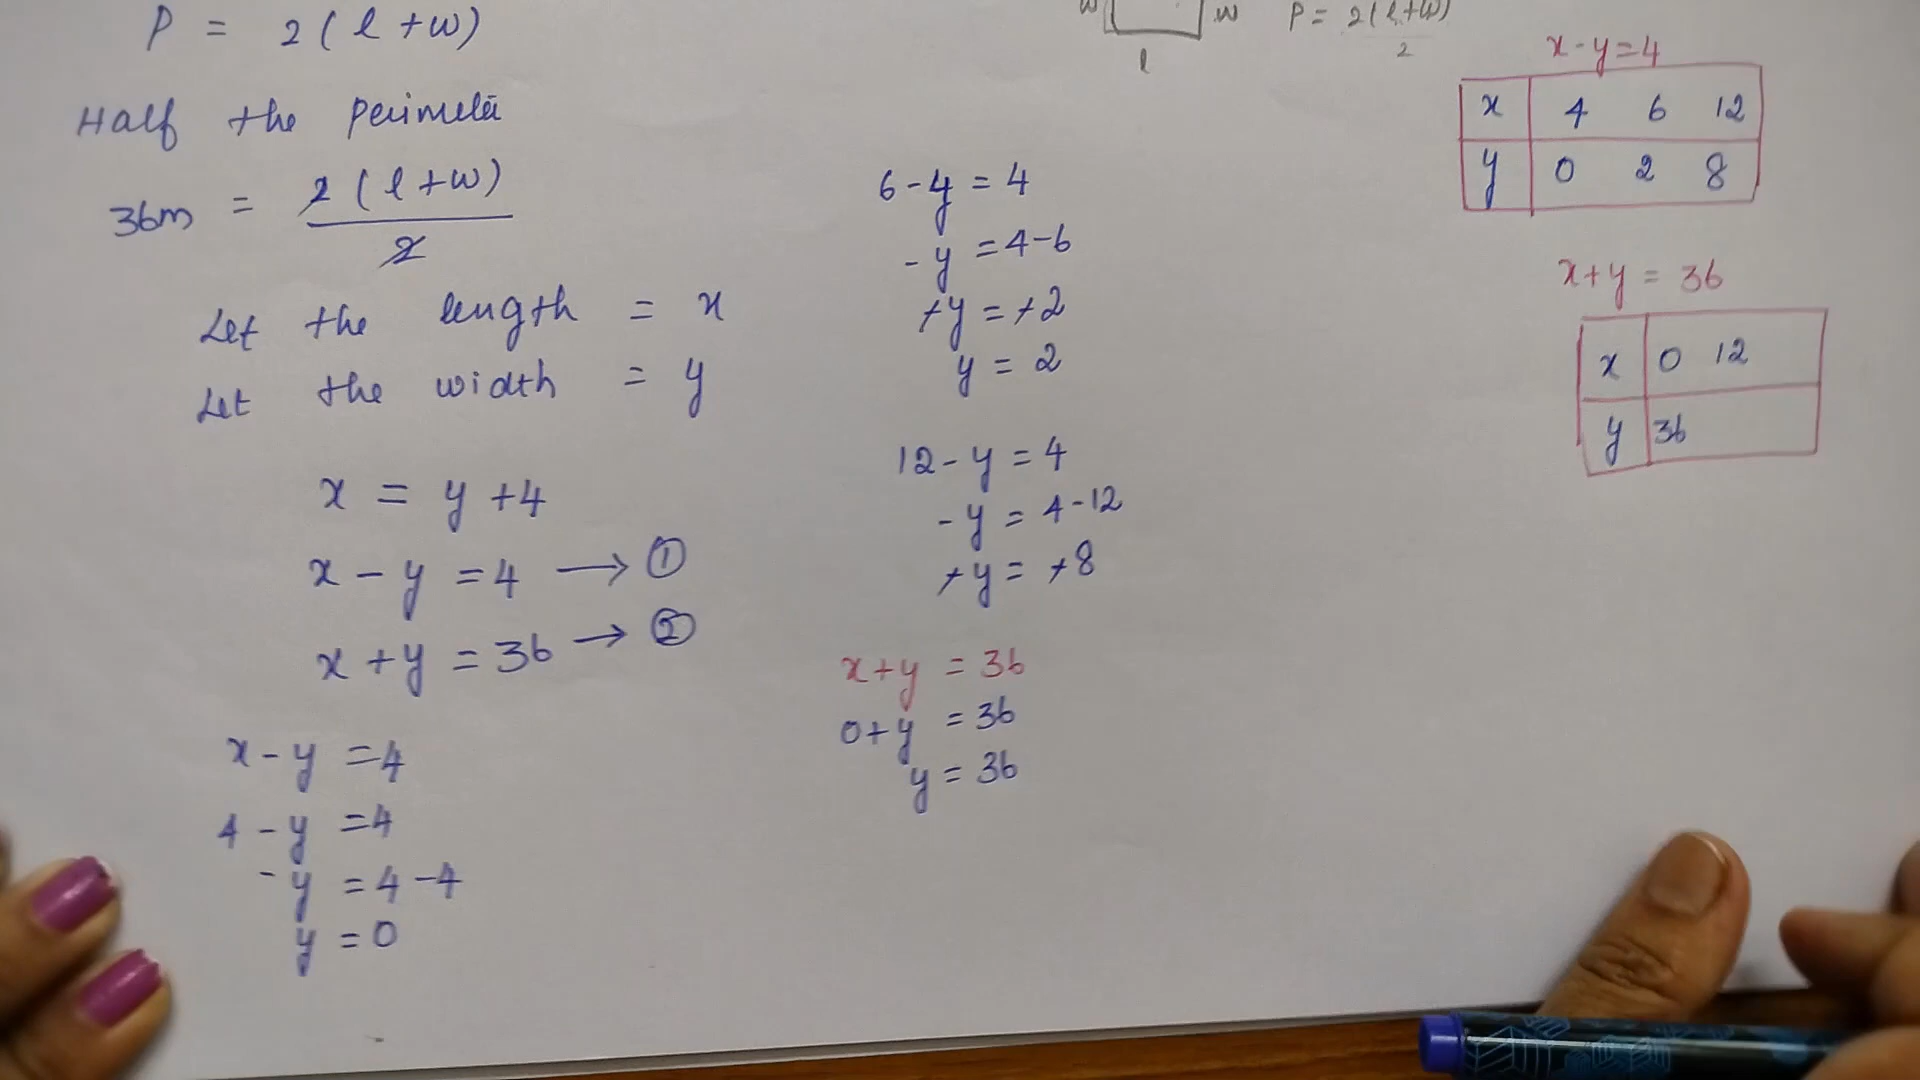 P = 2(l+w)
Half the perimeter
36m = 2(l+w)
2
Let the length = x
Let the width = y
x = y+4
x-y = 4 → ①
x+y = 36 → ②
x-y = 4
4-y = 4
-y = 4-4
y = 0
6-y = 4
-y = 4-6
+y = +2
y = 2
12-y = 4
-y = 4-12
+y = +8
x+y = 36
0+y = 36
y = 36
w w P = 2(l+w)
l 2
x-y=4
x 4 6 12
y 0 2 8
x+y = 36
x 0 12
y 36